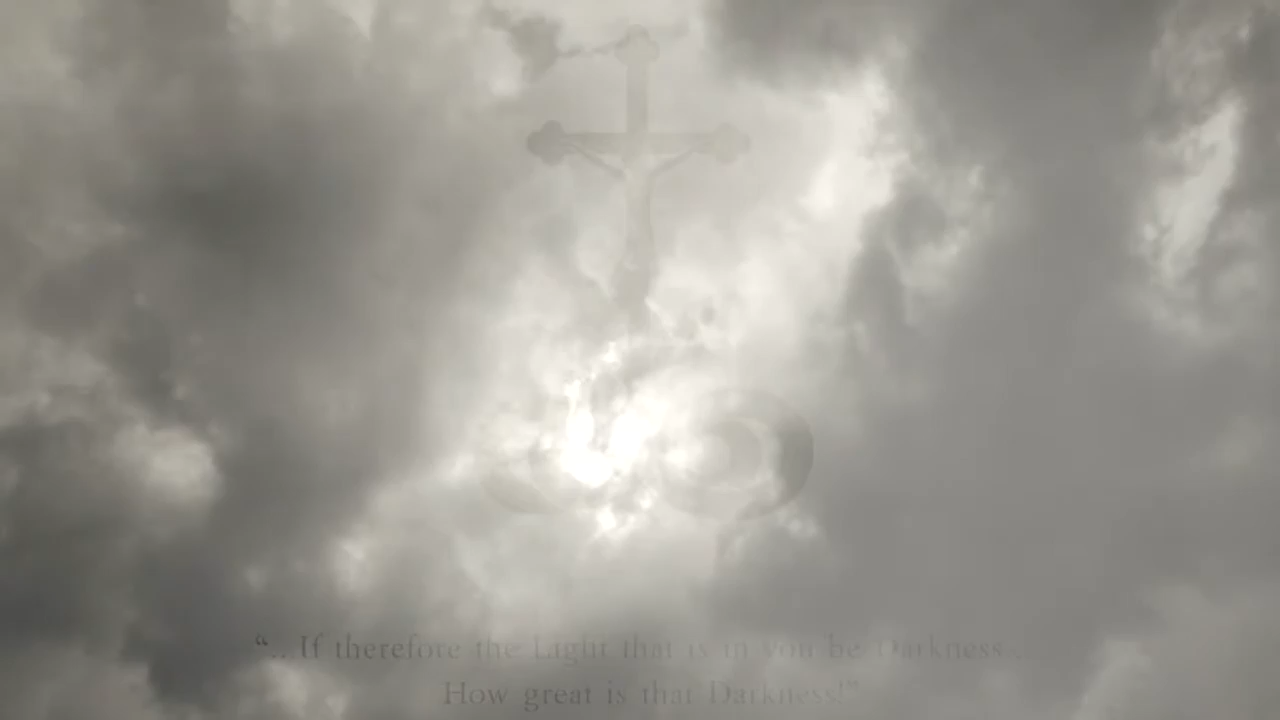 “.. If therefore the Light that is in you be Darkness..
How great is that Darkness!”